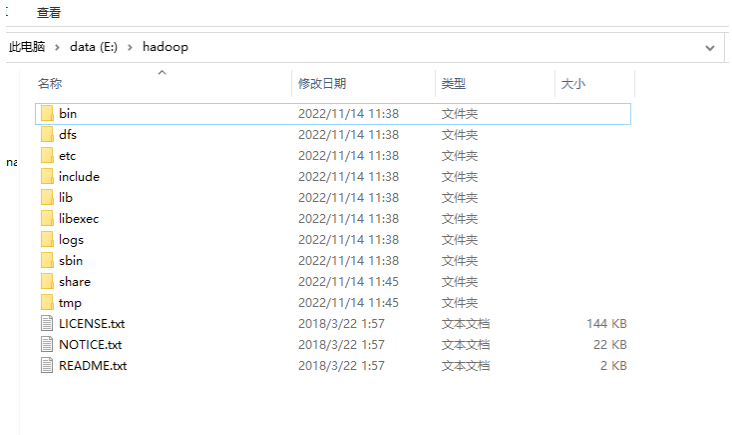 查看
此电脑 > data (E:) > hadoop
名称 修改日期 类型 大小
bin 2022/11/14 11:38 文件夹
dfs 2022/11/14 11:38 文件夹
etc 2022/11/14 11:38 文件夹
include 2022/11/14 11:38 文件夹
na
lib 2022/11/14 11:38 文件夹
libexec 2022/11/14 11:38 文件夹
logs 2022/11/14 11:38 文件夹
sbin 2022/11/14 11:38 文件夹
share 2022/11/14 11:45 文件夹
tmp 2022/11/14 11:45 文件夹
LICENSE.txt 2018/3/22 1:57 文本文档 144 KB
NOTICE.txt 2018/3/22 1:57 文本文档 22 KB
README.txt 2018/3/22 1:57 文本文档 2 KB